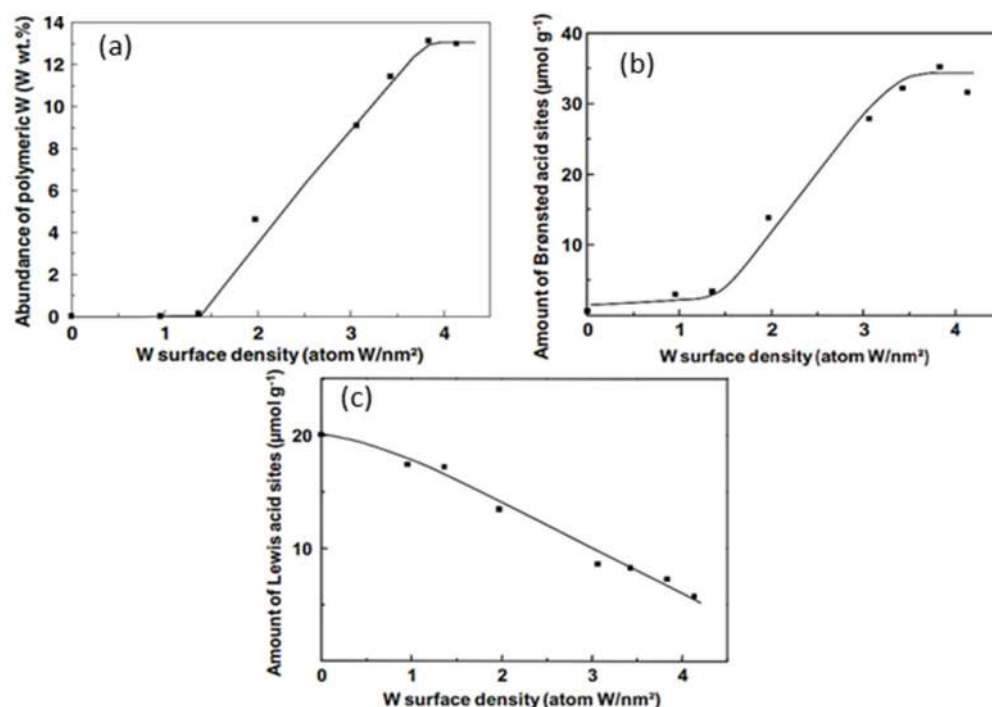 (a)
Abundance of polymeric W (W wt.%)
14
12
10
8
6
4
2
0
0 1 2 3 4
W surface density (atom W/nm²)
(b)
Amount of Brønsted acid sites (µmol g⁻¹)
40
30
20
10
0 1 2 3 4
W surface density (atom W/nm²)
(c)
Amount of Lewis acid sites (µmol g⁻¹)
20
10
0 1 2 3 4
W surface density (atom W/nm²)